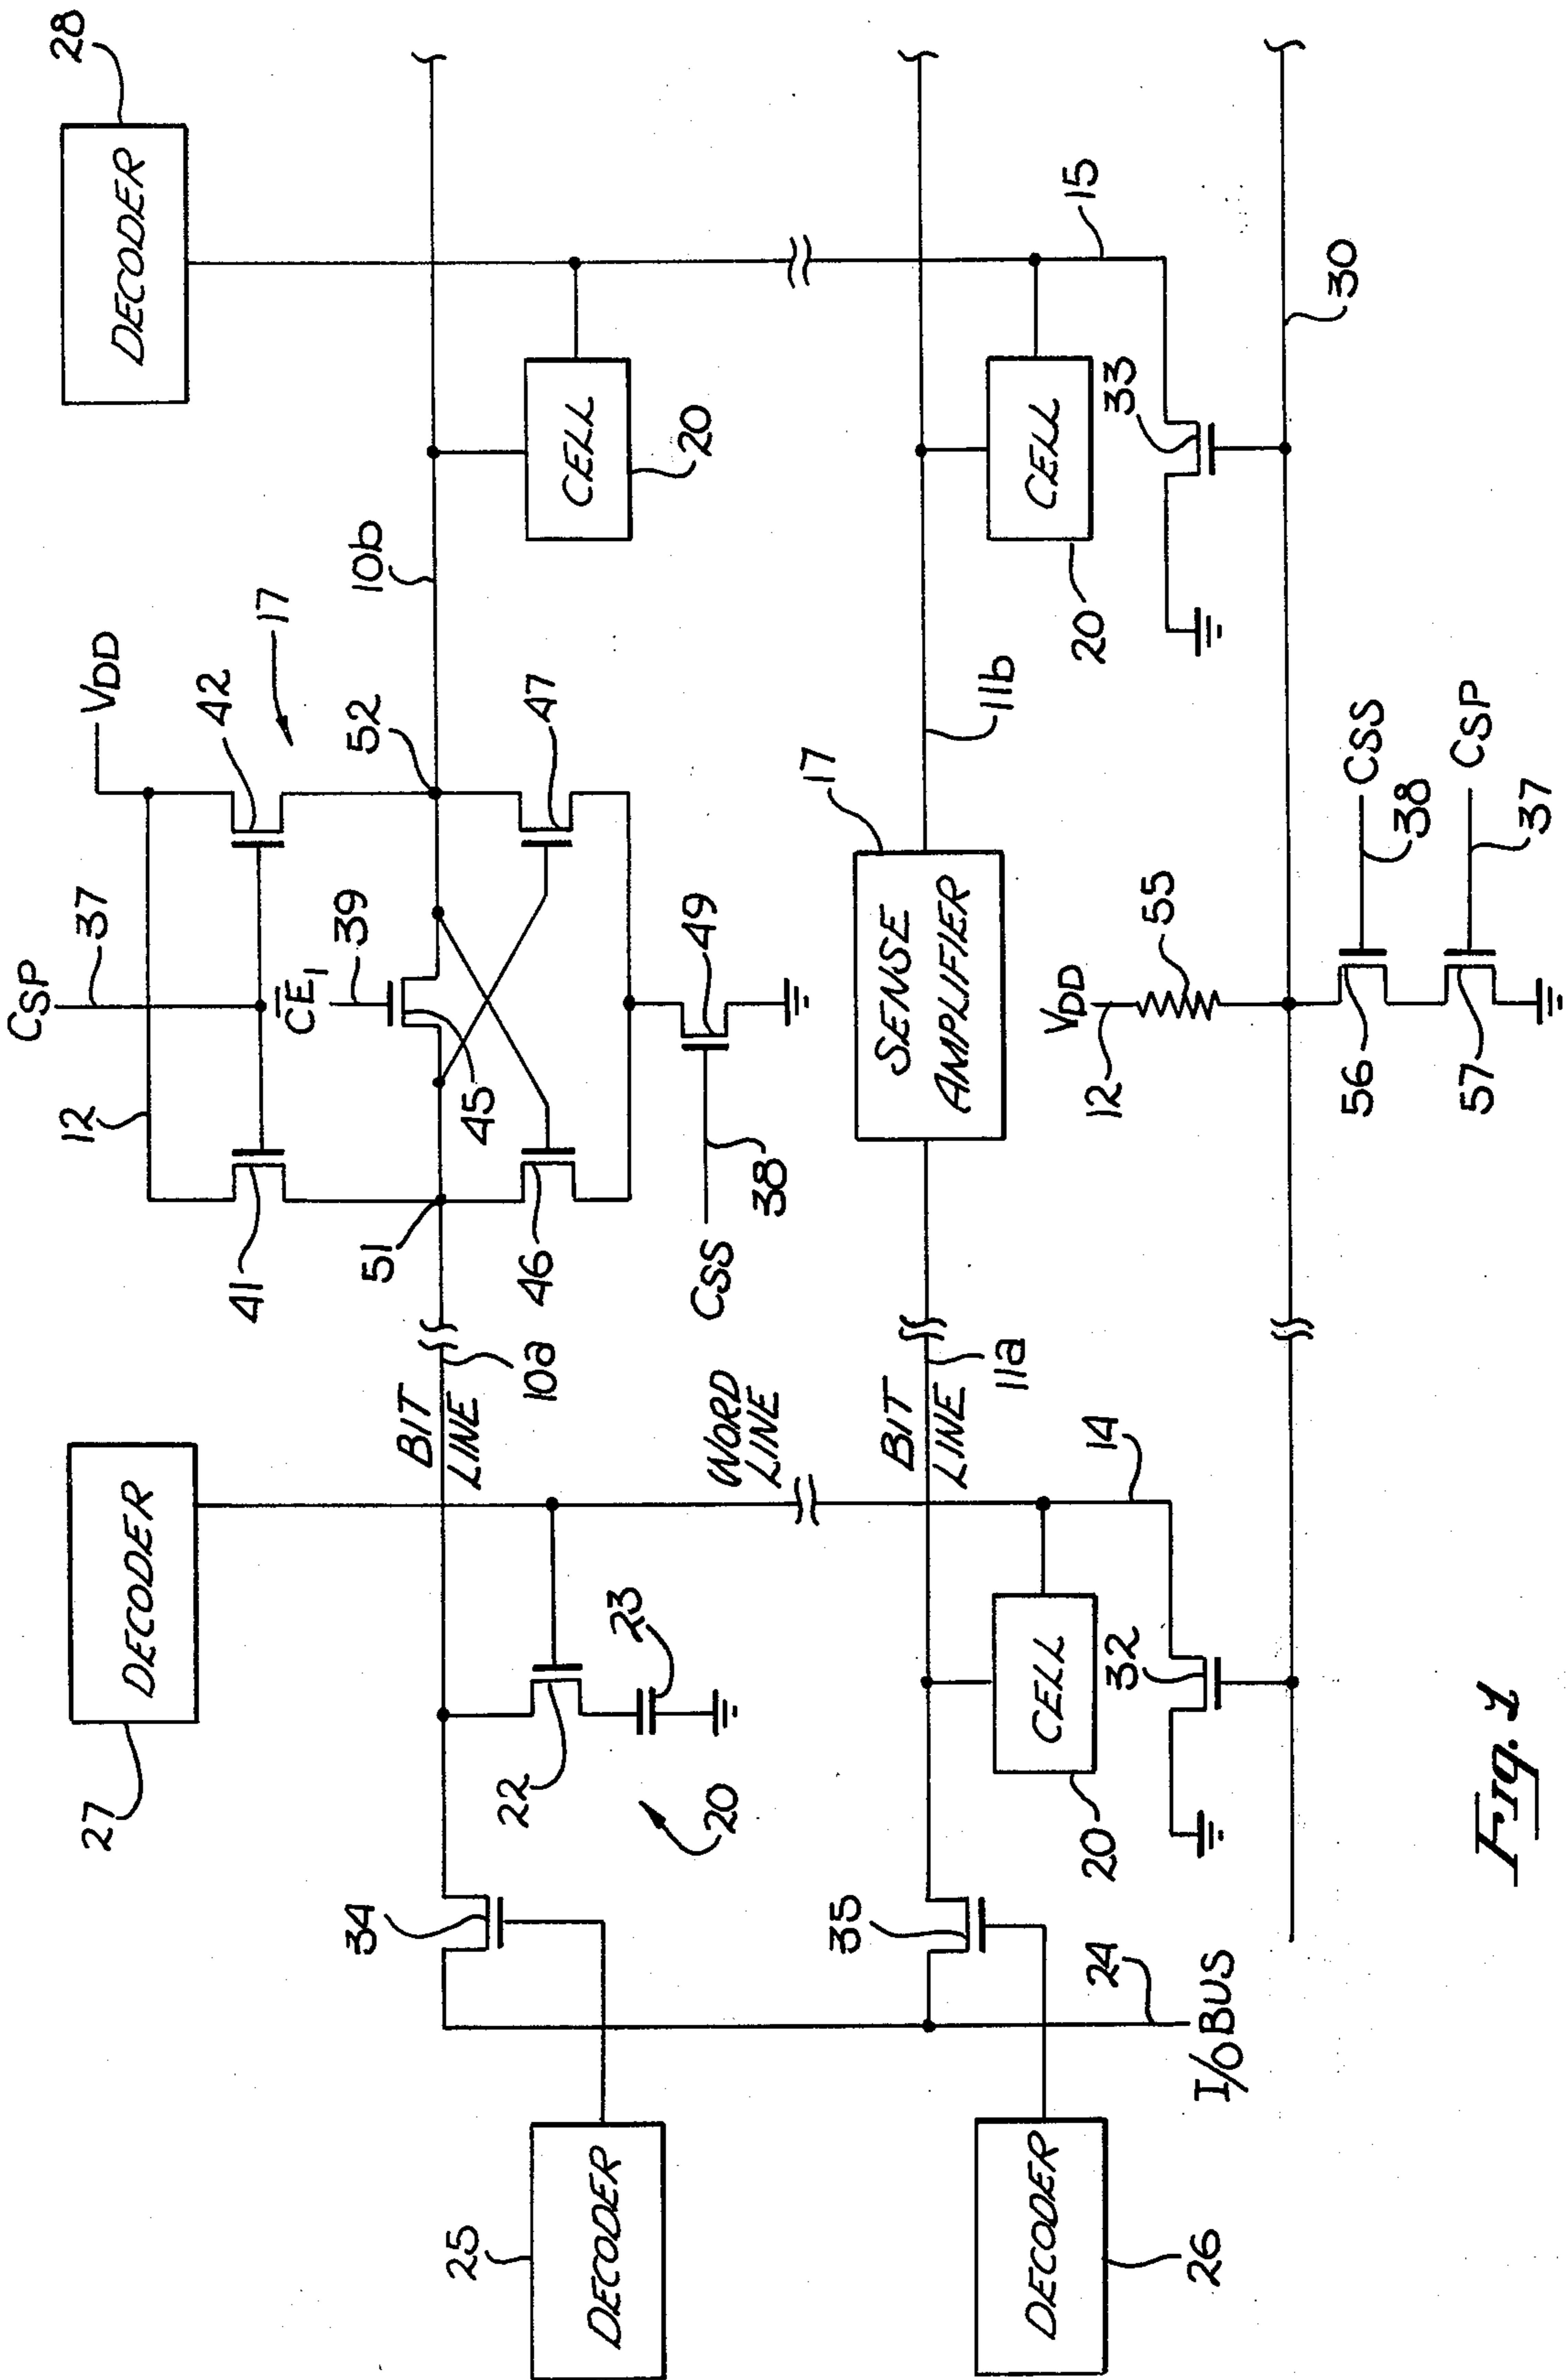 CSP
37
VDD
28
27
DECODER
12
DECODER
41
42
17
CE̅1
39
34
51
52
10b
BIT
LINE
25
45
22
10a
46
47
DECODER
23
CELL
20
WORD
LINE
CSS
38
49
20
35
BIT
LINE
17
SENSE
AMPLIFIER
11a
11b
DECODER
CELL
CELL
24
20
32
14
12
VDD
55
20
33
15
26
I/O BUS
30
56
CSS
38
57
CSP
37
Fig. 1